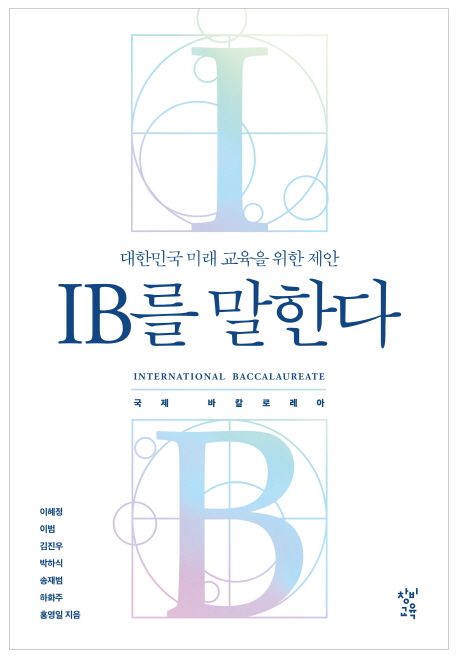 I
대한민국 미래 교육을 위한 제안
IB를 말한다
INTERNATIONAL BACCALAUREATE
국제 바칼로레아
B
이혜정
이범
김진우
박하식
송재범
하화주
홍영일 지음
창비
교육